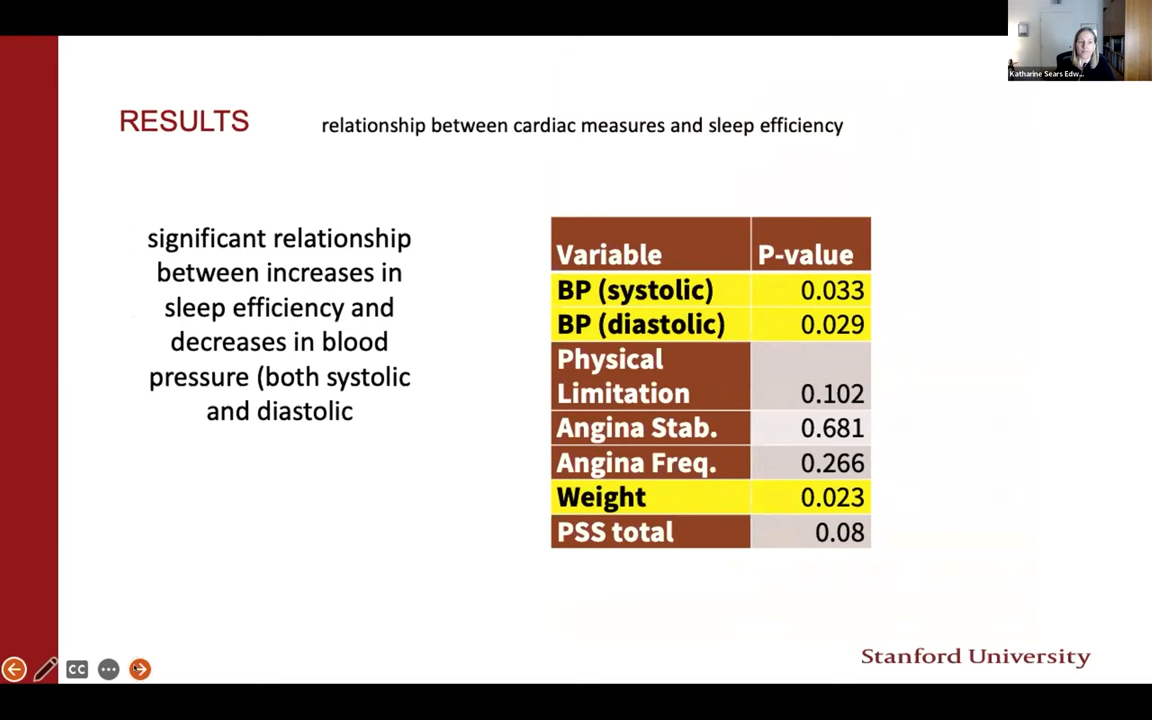 Katharine Sears Edw...
RESULTS
relationship between cardiac measures and sleep efficiency
significant relationship
between increases in
sleep efficiency and
decreases in blood
pressure (both systolic
and diastolic
Variable P-value
BP (systolic) 0.033
BP (diastolic) 0.029
Physical
Limitation 0.102
Angina Stab. 0.681
Angina Freq. 0.266
Weight 0.023
PSS total 0.08
CC
Stanford University